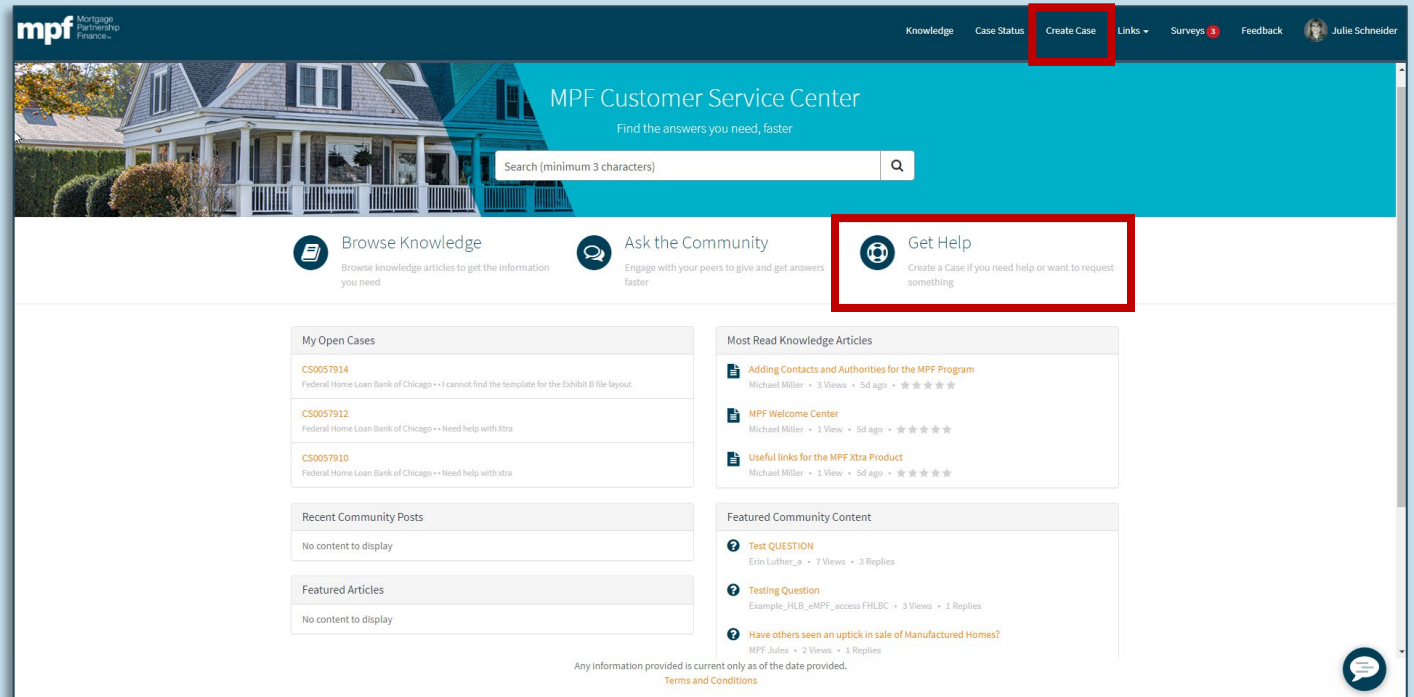 mpf Mortgage
Partnership
Finance™
Knowledge Case Status Create Case Links Surveys 3 Feedback Julie Schneider
MPF Customer Service Center
Find the answers you need, faster
Search (minimum 3 characters)
Browse Knowledge
Browse knowledge articles to get the information
you need
Ask the Community
Engage with your peers to give and get answers
faster
Get Help
Create a Case if you need help or want to request
something
My Open Cases
CS0057914
Federal Home Loan Bank of Chicago • • I cannot find the template for the Exhibit B file layout
CS0057912
Federal Home Loan Bank of Chicago • • Need help with Xtra
CS0057910
Federal Home Loan Bank of Chicago • • Need help with xtra
Most Read Knowledge Articles
Adding Contacts and Authorities for the MPF Program
Michael Miller • 3 Views • 5d ago • ★ ★ ★ ★ ★
MPF Welcome Center
Michael Miller • 1 View • 5d ago • ★ ★ ★ ★ ★
Useful links for the MPF Xtra Product
Michael Miller • 1 View • 5d ago • ★ ★ ★ ★ ★
Recent Community Posts
No content to display
Featured Articles
No content to display
Featured Community Content
Test QUESTION
Erin Luther_a • 7 Views • 3 Replies
Testing Question
Example_HLB_eMPF_access FHLBC • 3 Views • 1 Replies
Have others seen an uptick in sale of Manufactured Homes?
MPF Jules • 2 Views • 1 Replies
Any information provided is current only as of the date provided.
Terms and Conditions